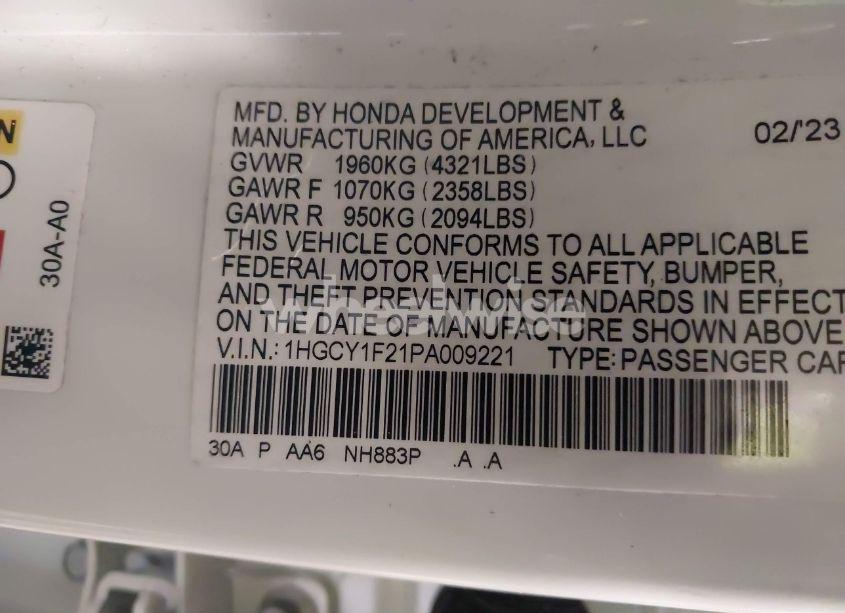 N
30A-A0
MFD. BY HONDA DEVELOPMENT &
MANUFACTURING OF AMERICA, LLC 02/'23
GVWR 1960KG (4321LBS)
GAWR F 1070KG (2358LBS)
GAWR R 950KG (2094LBS)
THIS VEHICLE CONFORMS TO ALL APPLICABLE
FEDERAL MOTOR VEHICLE SAFETY, BUMPER,
AND THEFT PREVENTION STANDARDS IN EFFECT
wheelwise
ON THE DATE OF MANUFACTURE SHOWN ABOVE.
V.I.N.: 1HGCY1F21PA009221 TYPE: PASSENGER CAR
30A P AA6 NH883P .A .A